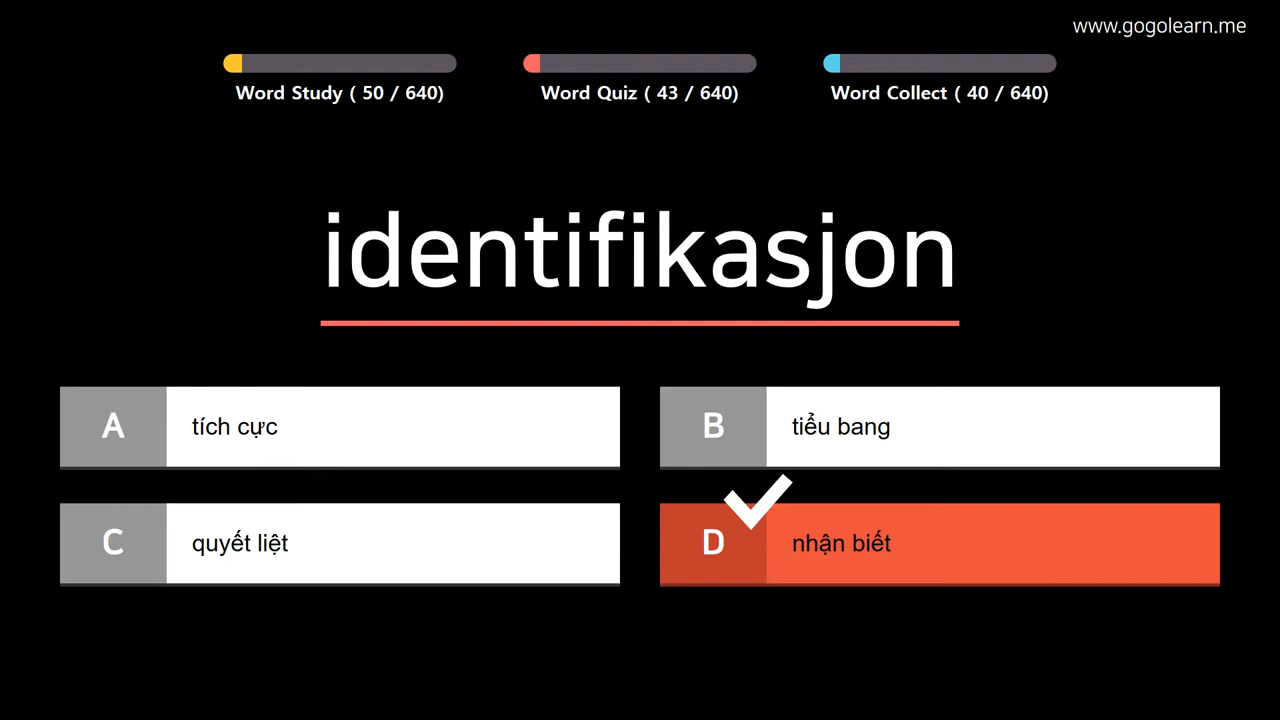 www.gogolearn.me
Word Study ( 50 / 640)
Word Quiz ( 43 / 640)
Word Collect ( 40 / 640)
identifikasjon
A tích cực
B tiểu bang
C quyết liệt
D nhận biết